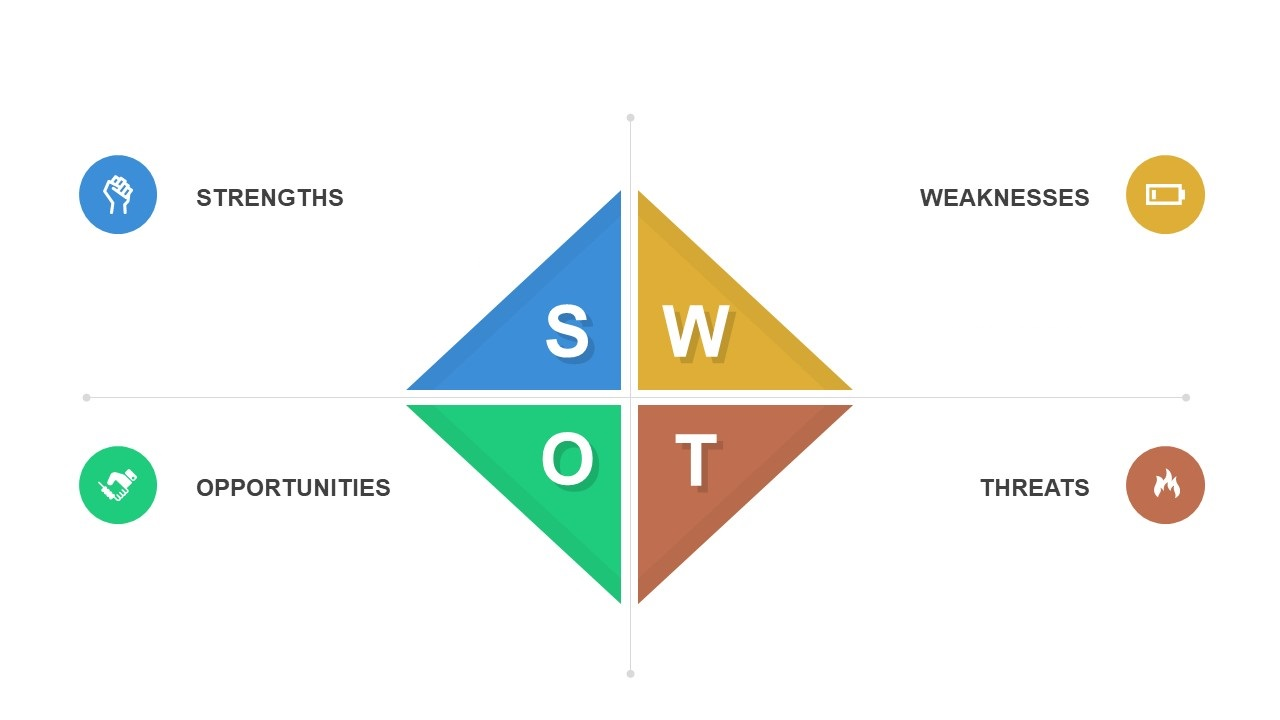 STRENGTHS
WEAKNESSES
S
W
O
T
OPPORTUNITIES
THREATS